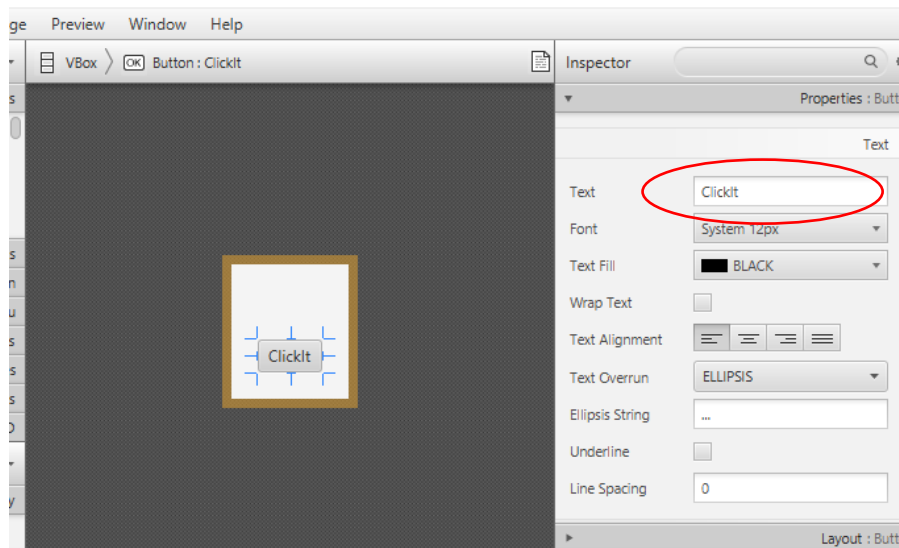 ge Preview Window Help
VBox OK Button : ClickIt
Inspector
Properties : Butt
Text
Text ClickIt
Font System 12px
Text Fill BLACK
Wrap Text
Text Alignment
Text Overrun ELLIPSIS
Ellipsis String ...
Underline
Line Spacing 0
Layout : Butt
ClickIt
s
s
n
u
s
s
s
y